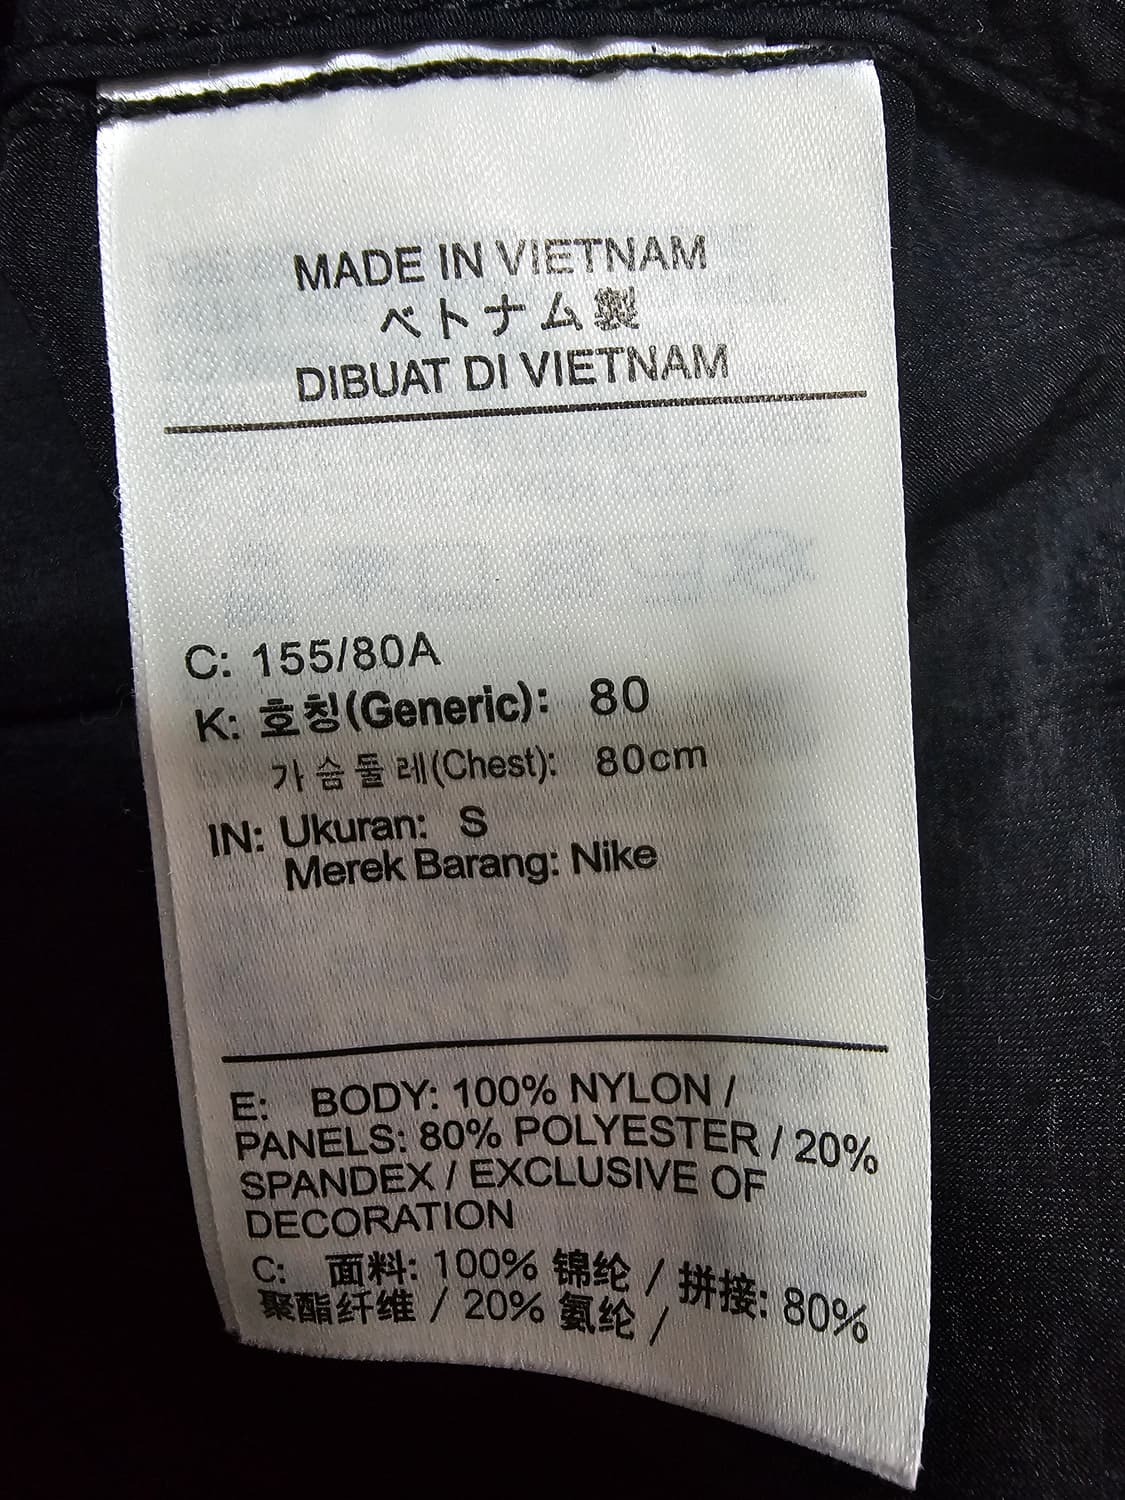 MADE IN VIETNAM
ベトナム製
DIBUAT DI VIETNAM
C: 155/80A
K: 호칭(Generic): 80
가슴둘레(Chest): 80cm
IN: Ukuran: S
Merek Barang: Nike
E: BODY: 100% NYLON /
PANELS: 80% POLYESTER / 20%
SPANDEX / EXCLUSIVE OF
DECORATION
C: 面料: 100% 锦纶 / 拼接: 80%
聚酯纤维 / 20% 氨纶 /